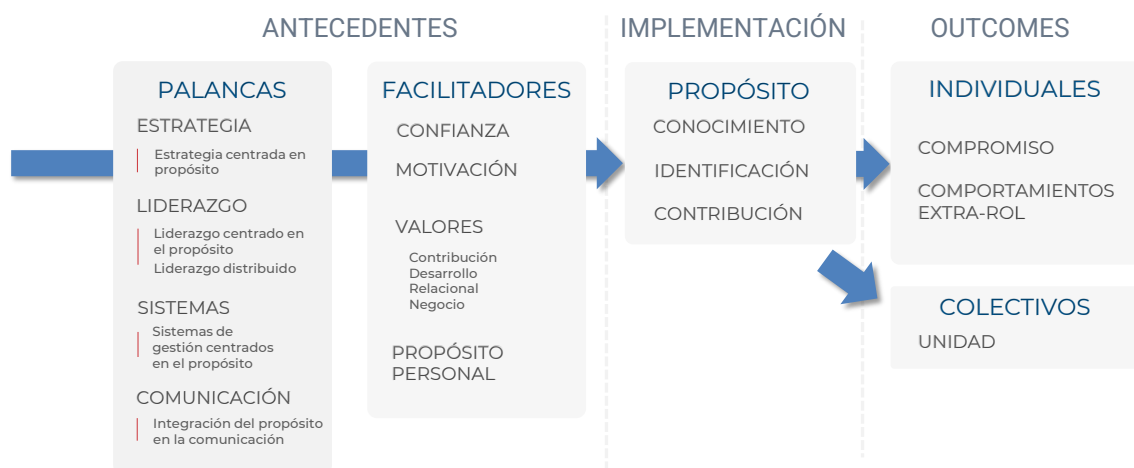 ANTECEDENTES
IMPLEMENTACIÓN
OUTCOMES
PALANCAS
ESTRATEGIA
Estrategia centrada en
propósito
LIDERAZGO
Liderazgo centrado en
el propósito
Liderazgo distribuido
SISTEMAS
Sistemas de
gestión centrados
en el propósito
COMUNICACIÓN
Integración del propósito
en la comunicación
FACILITADORES
CONFIANZA
MOTIVACIÓN
VALORES
Contribución
Desarrollo
Relacional
Negocio
PROPÓSITO
PERSONAL
PROPÓSITO
CONOCIMIENTO
IDENTIFICACIÓN
CONTRIBUCIÓN
INDIVIDUALES
COMPROMISO
COMPORTAMIENTOS
EXTRA-ROL
COLECTIVOS
UNIDAD